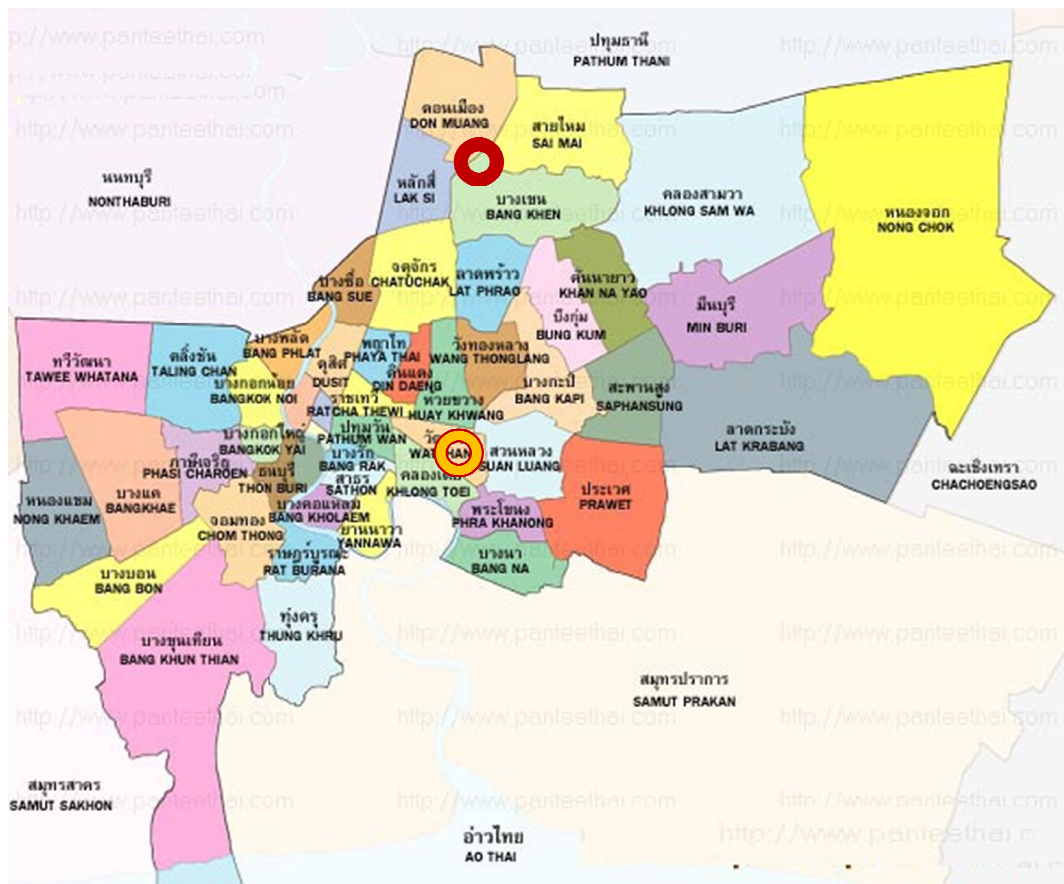 http://www.panteethai.com
ปทุมธานี
PATHUM THANI
ดอนเมือง
DON MUANG
สายไหม
SAI MAI
นนทบุรี
NONTHABURI
หลักสี่
LAK SI
บางเขน
BANG KHEN
คลองสามวา
KHLONG SAM WA
หนองจอก
NONG CHOK
บางซื่อ
BANG SUE
จตุจักร
CHATUCHAK
ลาดพร้าว
LAT PHRAO
คันนายาว
KHAN NA YAO
บึงกุ่ม
BUNG KUM
มีนบุรี
MIN BURI
ทวีวัฒนา
TAWEE WHATANA
ตลิ่งชัน
TALING CHAN
บางพลัด
BANG PHLAT
ดุสิต
DUSIT
พญาไท
PHAYA THAI
ดินแดง
DIN DAENG
วังทองหลาง
WANG THONGLANG
บางกะปิ
BANG KAPI
สะพานสูง
SAPHANSUNG
บางกอกน้อย
BANGKOK NOI
ราชเทวี
RATCHA THEWI
ห้วยขวาง
HUAY KHWANG
ลาดกระบัง
LAT KRABANG
ฉะเชิงเทรา
CHACHOENGSAO
บางกอกใหญ่
BANGKOK YAI
ปทุมวัน
PATHUM WAN
สวนหลวง
SUAN LUANG
ภาษีเจริญ
PHASI CHAROEN
บางรัก
BANG RAK
ธนบุรี
THON BURI
สาธร
SATHON
คลองเตย
KHLONG TOEI
ประเวศ
PRAWET
หนองแขม
NONG KHAEM
บางแค
BANGKHAE
บางคอแหลม
BANG KHOLAEM
พระโขนง
PHRA KHANONG
จอมทอง
CHOM THONG
ยานนาวา
YANNAWA
ราษฎร์บูรณะ
RAT BURANA
บางนา
BANG NA
บางบอน
BANG BON
ทุ่งครุ
THUNG KHRU
บางขุนเทียน
BANG KHUN THIAN
สมุทรปราการ
SAMUT PRAKAN
สมุทรสาคร
SAMUT SAKHON
อ่าวไทย
AO THAI